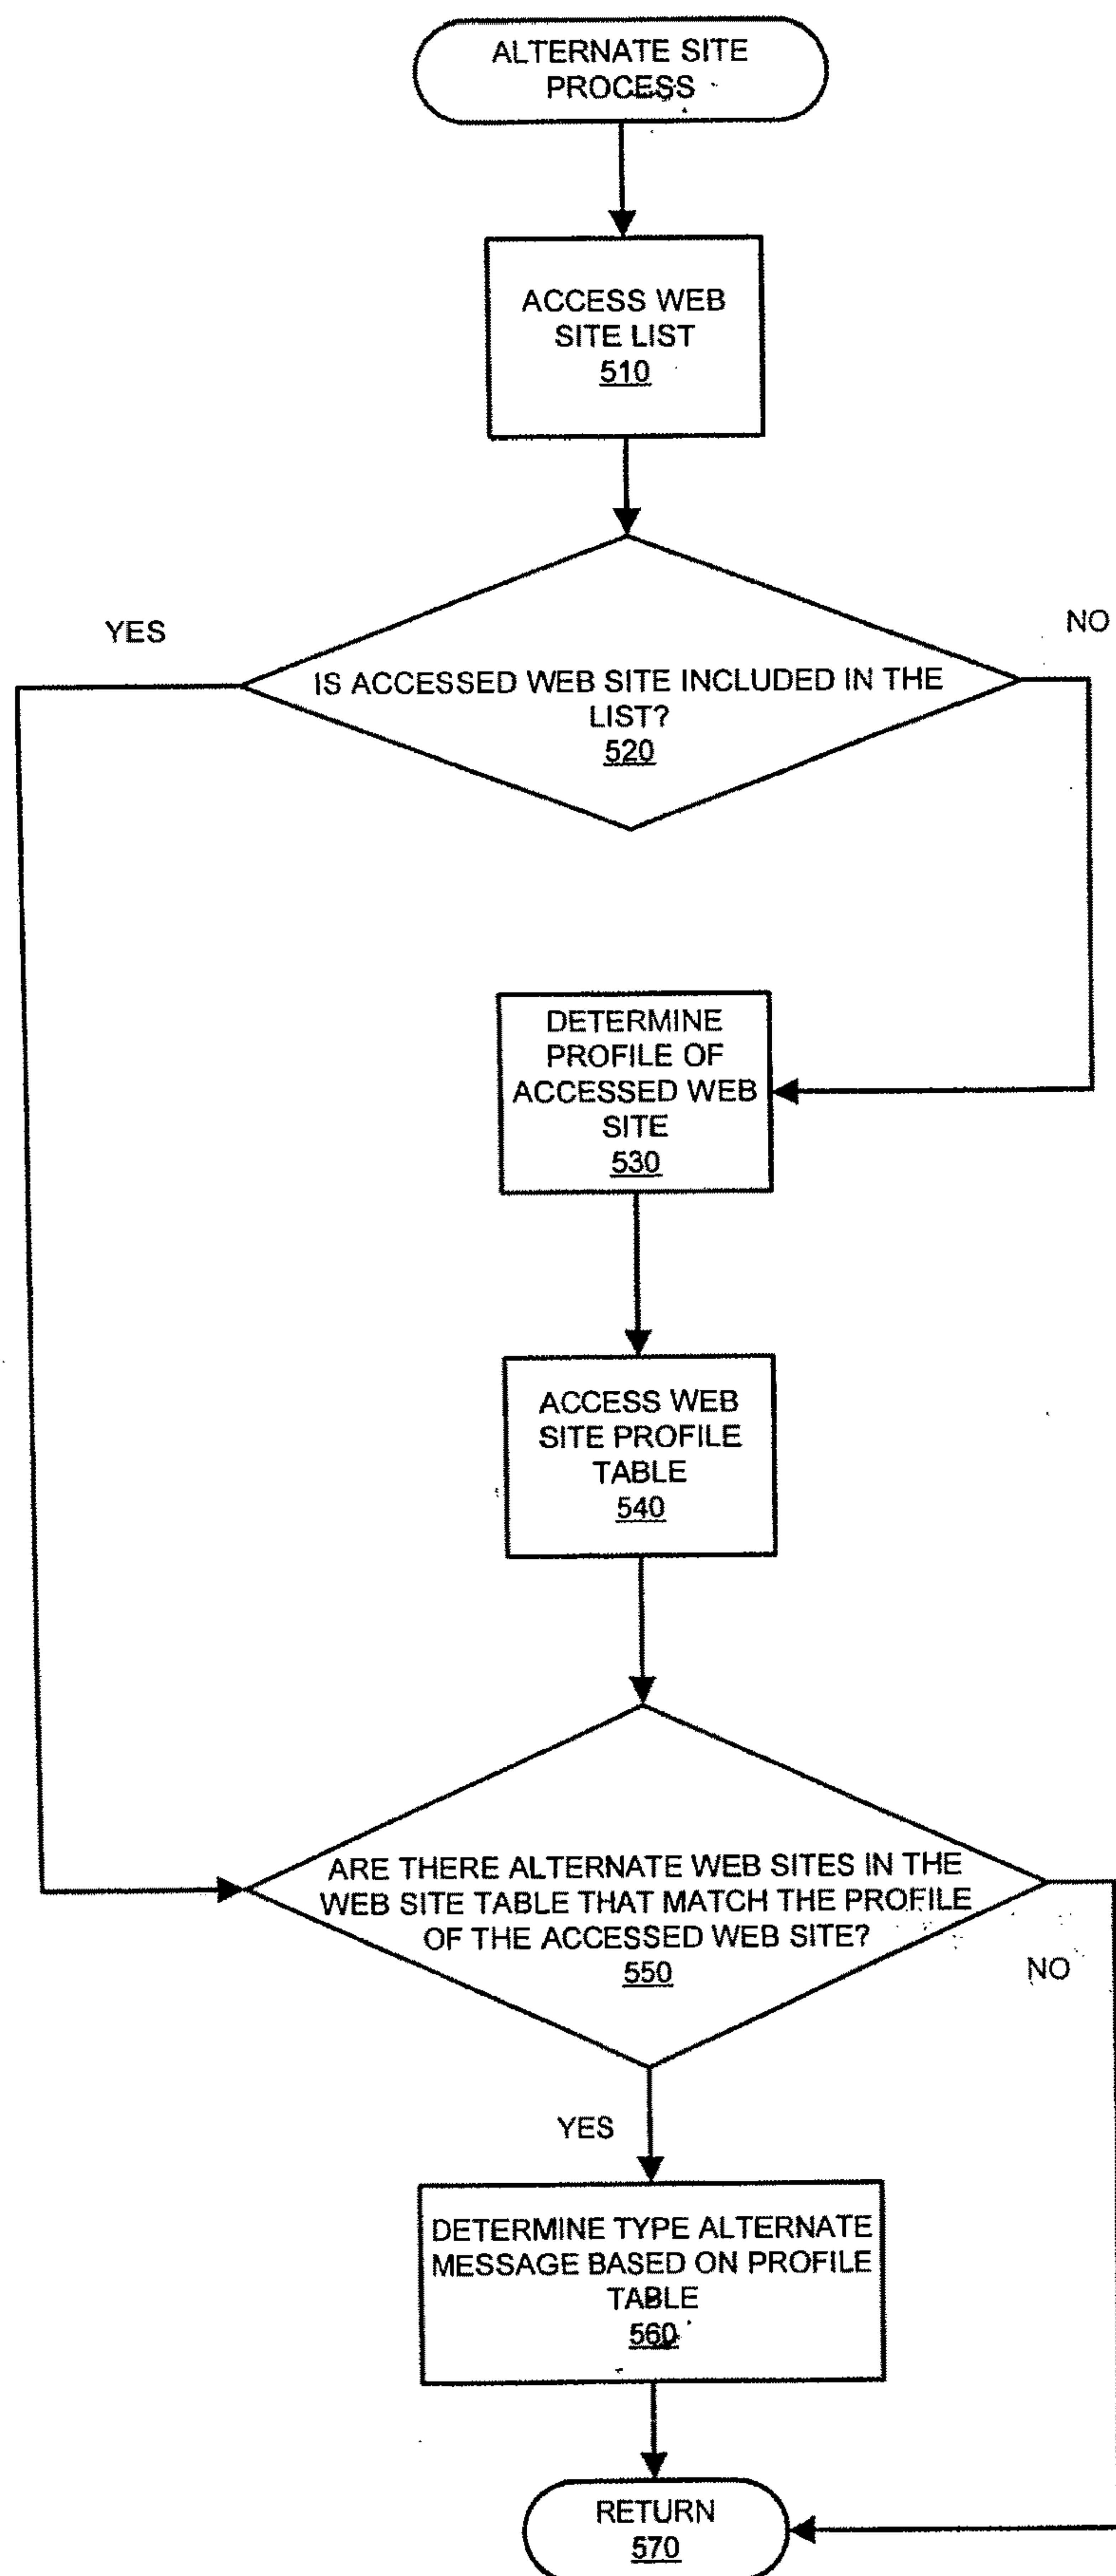 ALTERNATE SITE
PROCESS
ACCESS WEB
SITE LIST
510
YES
NO
IS ACCESSED WEB SITE INCLUDED IN THE
LIST?
520
DETERMINE
PROFILE OF
ACCESSED WEB
SITE
530
ACCESS WEB
SITE PROFILE
TABLE
540
ARE THERE ALTERNATE WEB SITES IN THE
WEB SITE TABLE THAT MATCH THE PROFILE
OF THE ACCESSED WEB SITE?
550
NO
YES
DETERMINE TYPE ALTERNATE
MESSAGE BASED ON PROFILE
TABLE
560
RETURN
570